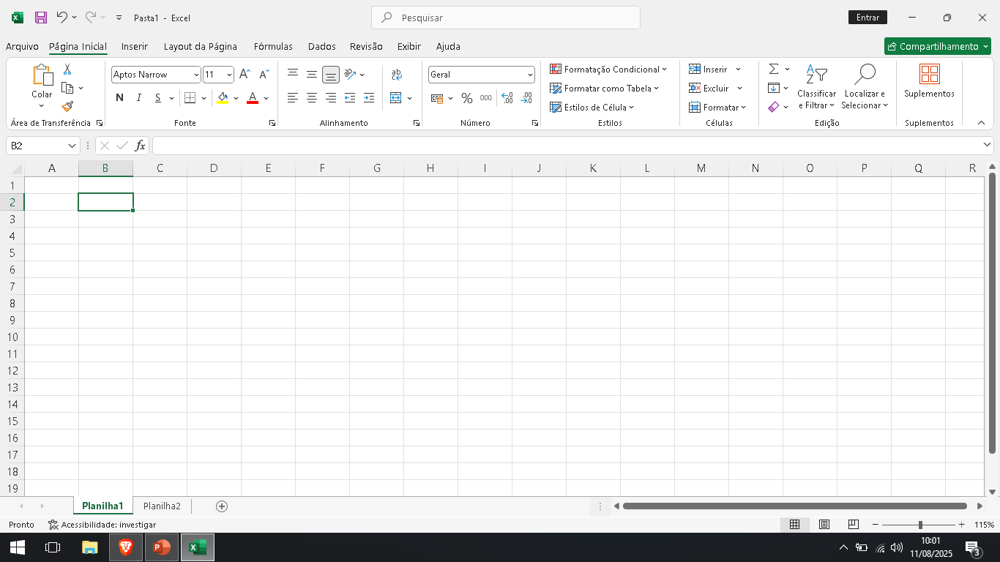 Pasta1 - Excel
Pesquisar
Entrar
Arquivo Página Inicial Inserir Layout da Página Fórmulas Dados Revisão Exibir Ajuda
Compartilhamento
Colar
Área de Transferência
Aptos Narrow 11
N I S
Fonte
ab
Alinhamento
Geral
% 000
Número
Formatação Condicional
Formatar como Tabela
Estilos de Célula
Estilos
Inserir
Excluir
Formatar
Células
Classificar
e Filtrar
Localizar e
Selecionar
Edição
Suplementos
Suplementos
B2
fx
A B C D E F G H I J K L M N O P Q R
1
2
3
4
5
6
7
8
9
10
11
12
13
14
15
16
17
18
19
Planilha1 Planilha2
Pronto
Acessibilidade: investigar
115%
10:01
11/08/2025
3